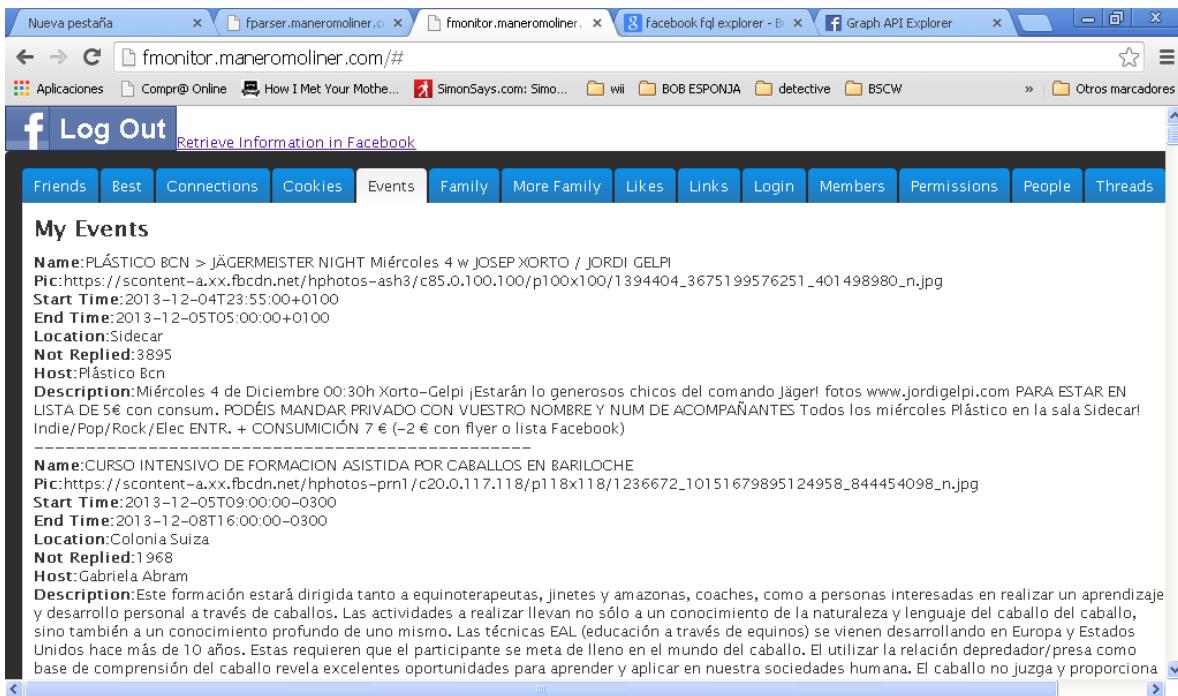 Nueva pestaña fparser.maneromoliner.c fmonitor.maneromoliner. facebook fql explorer - B Graph API Explorer
fmonitor.maneromoliner.com/#
Aplicaciones Compr@ Online How I Met Your Mothe... SimonSays.com: Simo... wii BOB ESPONJA detective BSCW » Otros marcadores
f Log Out Retrieve Information in Facebook
Friends Best Connections Cookies Events Family More Family Likes Links Login Members Permissions People Threads
My Events
Name:PLÁSTICO BCN > JÄGERMEISTER NIGHT Miércoles 4 w JOSEP XORTO / JORDI GELPI
Pic:https://scontent-a.xx.fbcdn.net/hphotos-ash3/c85.0.100.100/p100x100/1394404_3675199576251_401498980_n.jpg
Start Time:2013-12-04T23:55:00+0100
End Time:2013-12-05T05:00:00+0100
Location:Sidecar
Not Replied:3895
Host:Plástico Bcn
Description:Miércoles 4 de Diciembre 00:30h Xorto-Gelpi ¡Estarán lo generosos chicos del comando Jäger! fotos www.jordigelpi.com PARA ESTAR EN
LISTA DE 5€ con consum. PODÉIS MANDAR PRIVADO CON VUESTRO NOMBRE Y NUM DE ACOMPAÑANTES Todos los miércoles Plástico en la sala Sidecar!
Indie/Pop/Rock/Elec ENTR. + CONSUMICIÓN 7 € (-2 € con flyer o lista Facebook)
------------------------------------------------
Name:CURSO INTENSIVO DE FORMACION ASISTIDA POR CABALLOS EN BARILOCHE
Pic:https://scontent-a.xx.fbcdn.net/hphotos-prn1/c20.0.117.118/p118x118/1236672_10151679895124958_844454098_n.jpg
Start Time:2013-12-05T09:00:00-0300
End Time:2013-12-08T16:00:00-0300
Location:Colonia Suiza
Not Replied:1968
Host:Gabriela Abram
Description:Este formación estará dirigida tanto a equinoterapeutas, jinetes y amazonas, coaches, como a personas interesadas en realizar un aprendizaje
y desarrollo personal a través de caballos. Las actividades a realizar llevan no sólo a un conocimiento de la naturaleza y lenguaje del caballo del caballo,
sino también a un conocimiento profundo de uno mismo. Las técnicas EAL (educación a través de equinos) se vienen desarrollando en Europa y Estados
Unidos hace más de 10 años. Estas requieren que el participante se meta de lleno en el mundo del caballo. El utilizar la relación depredador/presa como
base de comprensión del caballo revela excelentes oportunidades para aprender y aplicar en nuestra sociedades humana. El caballo no juzga y proporciona